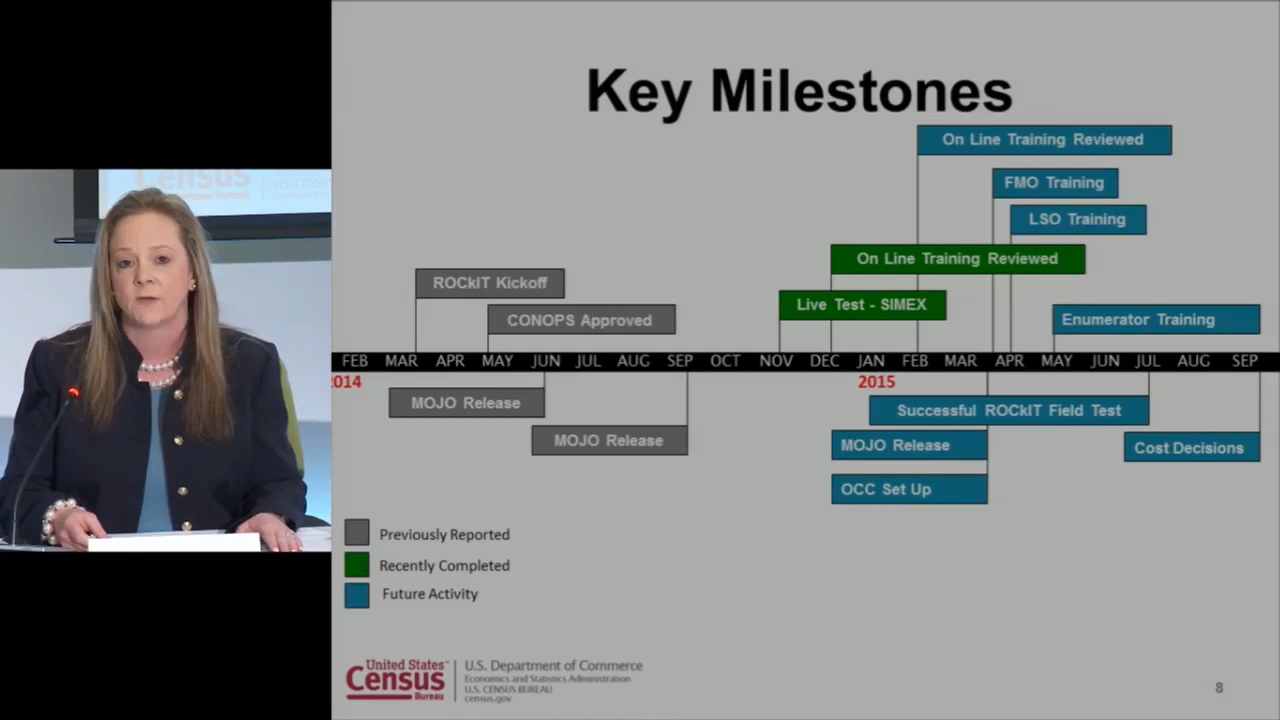 Key Milestones
On Line Training Reviewed
FMO Training
LSO Training
On Line Training Reviewed
ROCkIT Kickoff
Live Test - SIMEX
CONOPS Approved
Enumerator Training
FEB MAR APR MAY JUN JUL AUG SEP OCT NOV DEC JAN FEB MAR APR MAY JUN JUL AUG SEP
014 2015
MOJO Release
Successful ROCkIT Field Test
MOJO Release
MOJO Release
Cost Decisions
OCC Set Up
Previously Reported
Recently Completed
Future Activity
United States™
Census
Bureau
U.S. Department of Commerce
Economics and Statistics Administration
U.S. CENSUS BUREAU
census.gov
8
Census